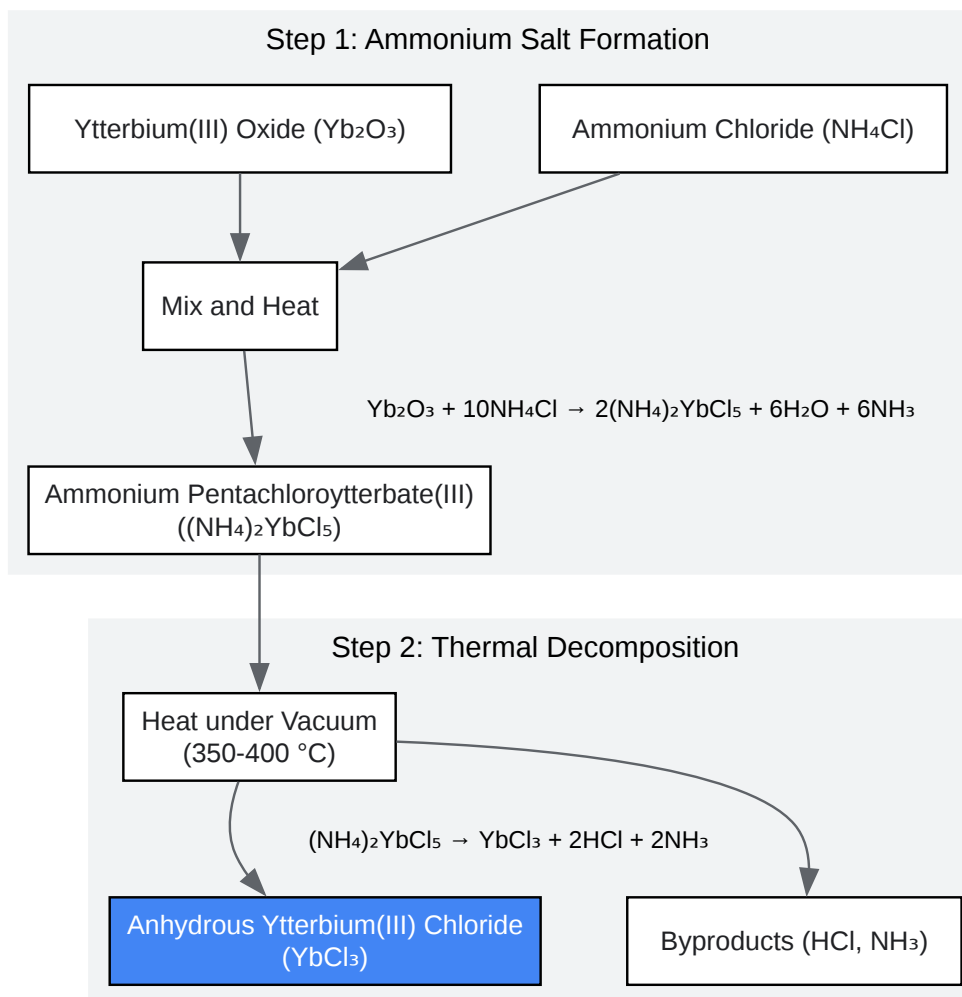 Step 1: Ammonium Salt Formation
Ytterbium(III) Oxide (Yb₂O₃)
Ammonium Chloride (NH₄Cl)
Mix and Heat
Yb₂O₃ + 10NH₄Cl → 2(NH₄)₂YbCl₅ + 6H₂O + 6NH₃
Ammonium Pentachloroytterbate(III)
((NH₄)₂YbCl₅)
Step 2: Thermal Decomposition
Heat under Vacuum
(350-400 °C)
(NH₄)₂YbCl₅ → YbCl₃ + 2HCl + 2NH₃
Anhydrous Ytterbium(III) Chloride
(YbCl₃)
Byproducts (HCl, NH₃)